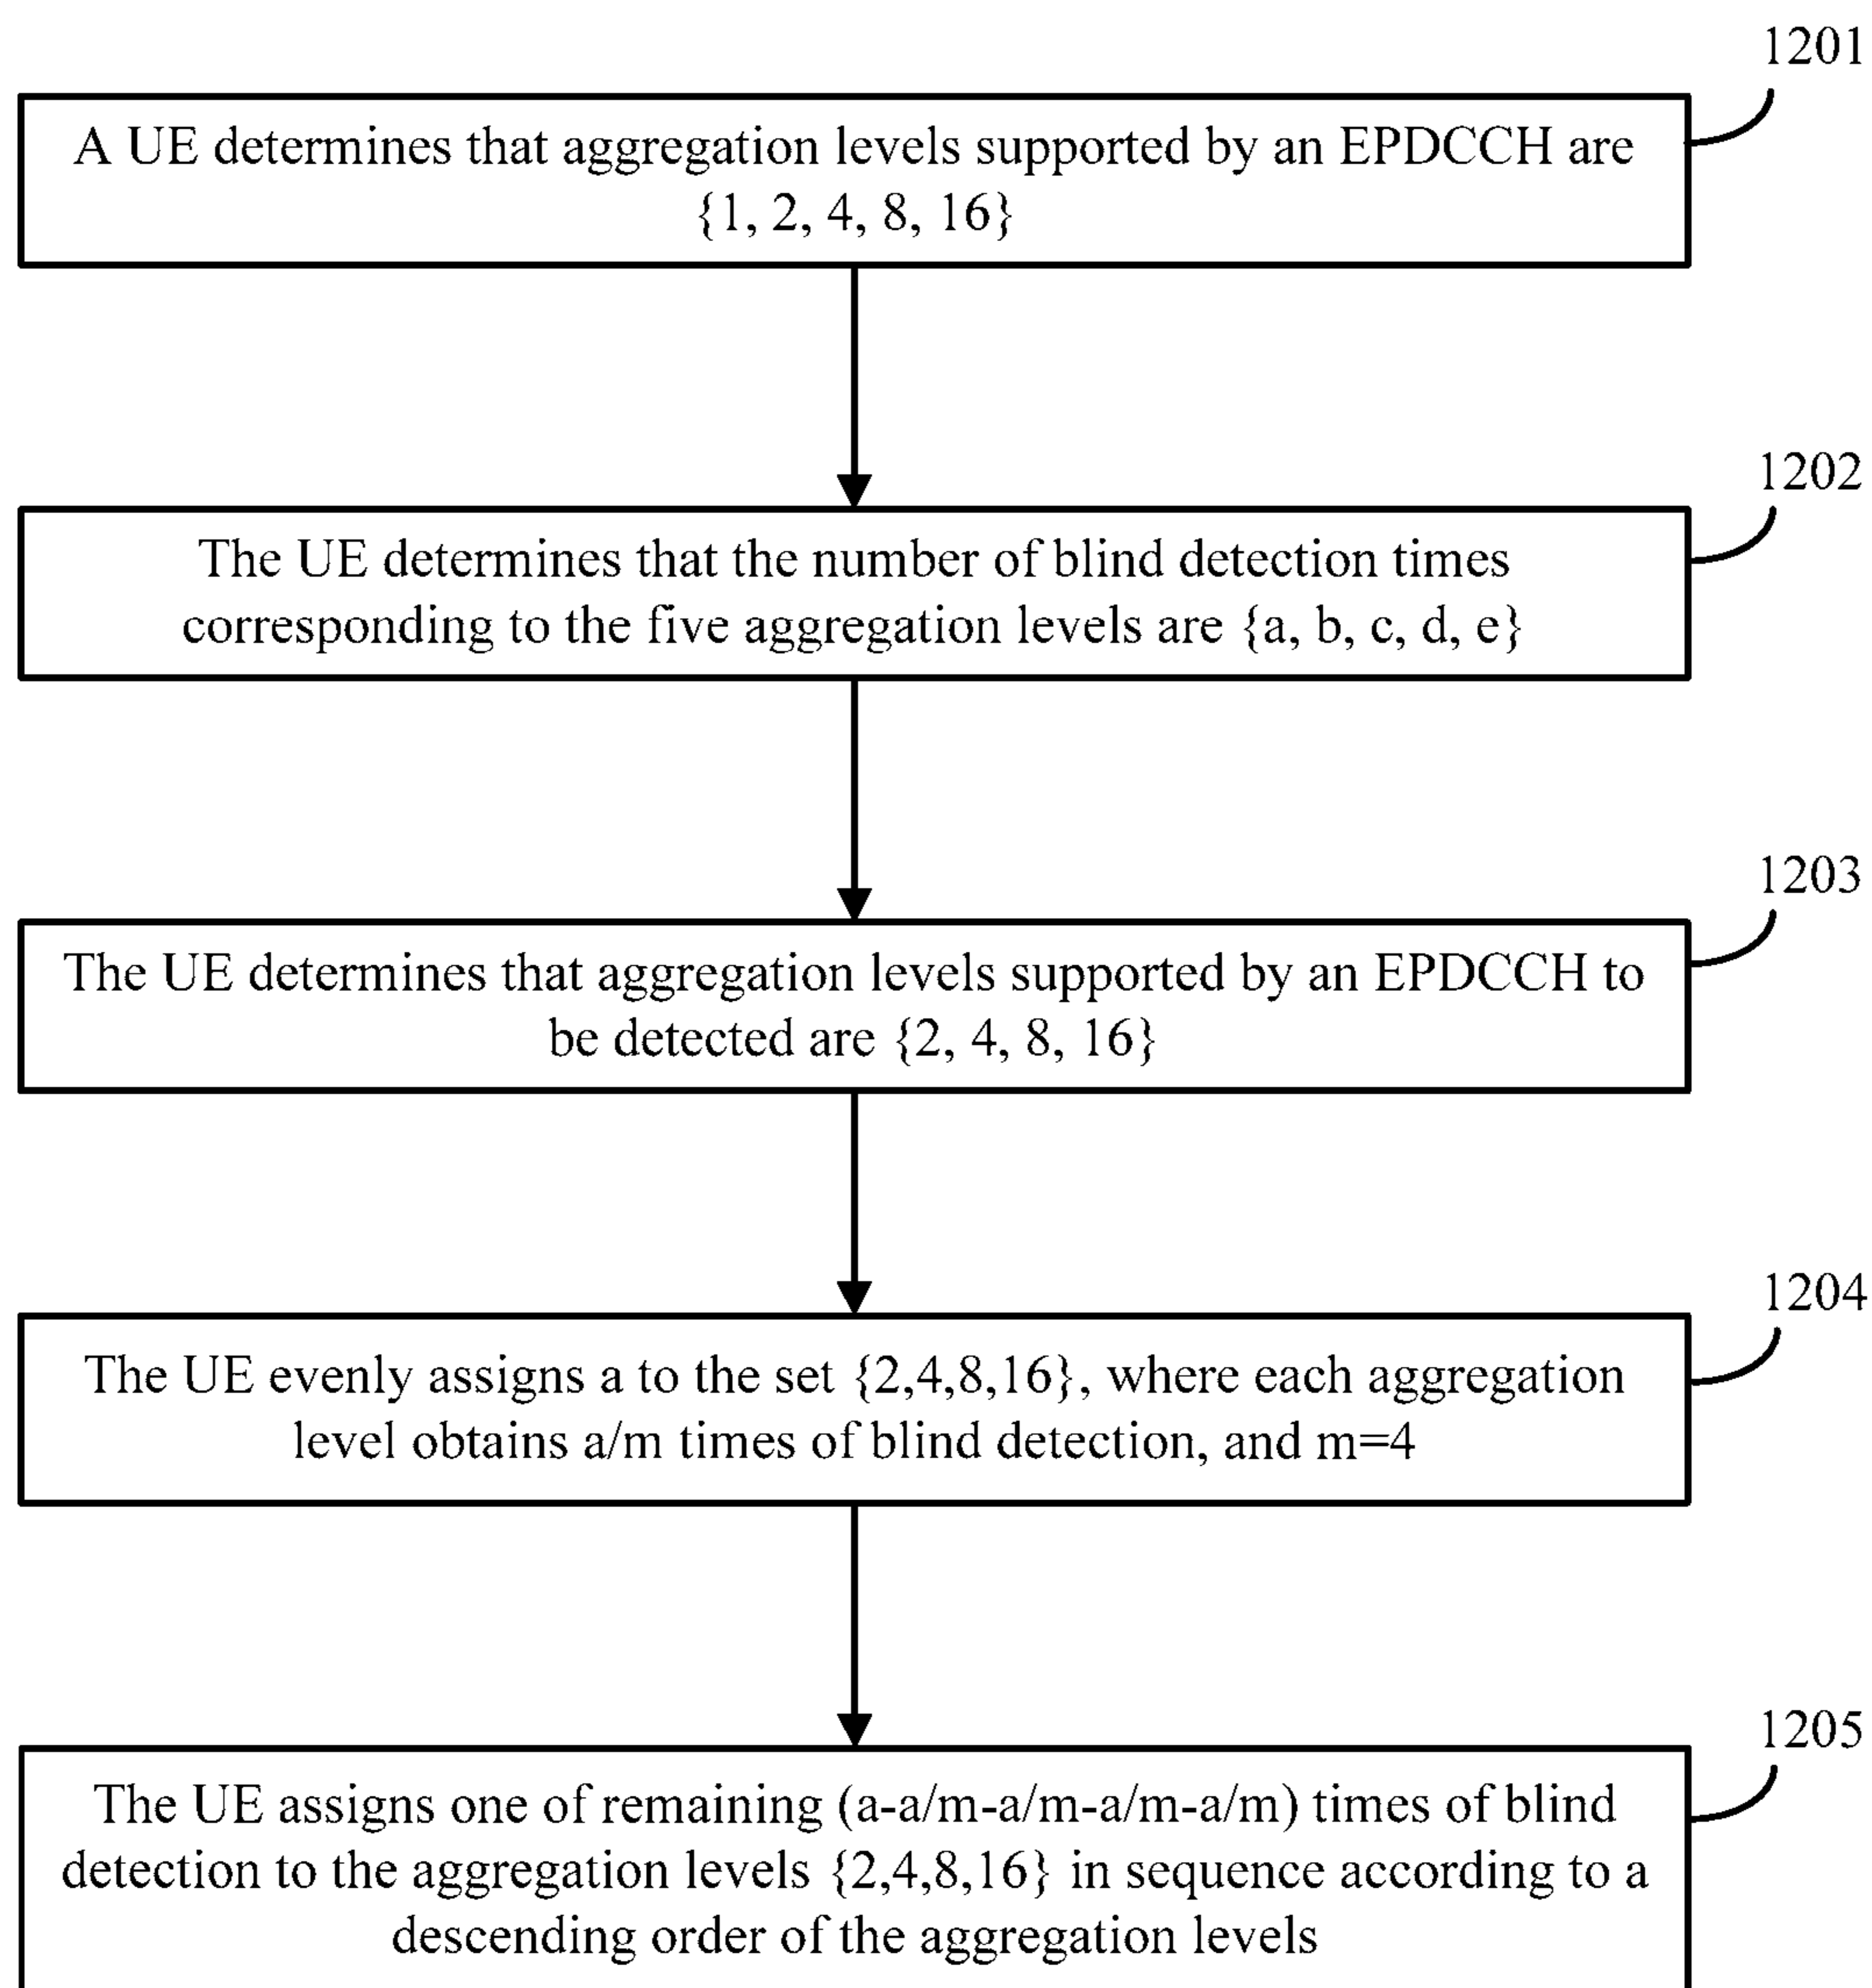 1201
A UE determines that aggregation levels supported by an EPDCCH are
{1, 2, 4, 8, 16}
1202
The UE determines that the number of blind detection times
corresponding to the five aggregation levels are {a, b, c, d, e}
1203
The UE determines that aggregation levels supported by an EPDCCH to
be detected are {2, 4, 8, 16}
1204
The UE evenly assigns a to the set {2,4,8,16}, where each aggregation
level obtains a/m times of blind detection, and m=4
1205
The UE assigns one of remaining (a-a/m-a/m-a/m-a/m) times of blind
detection to the aggregation levels {2,4,8,16} in sequence according to a
descending order of the aggregation levels